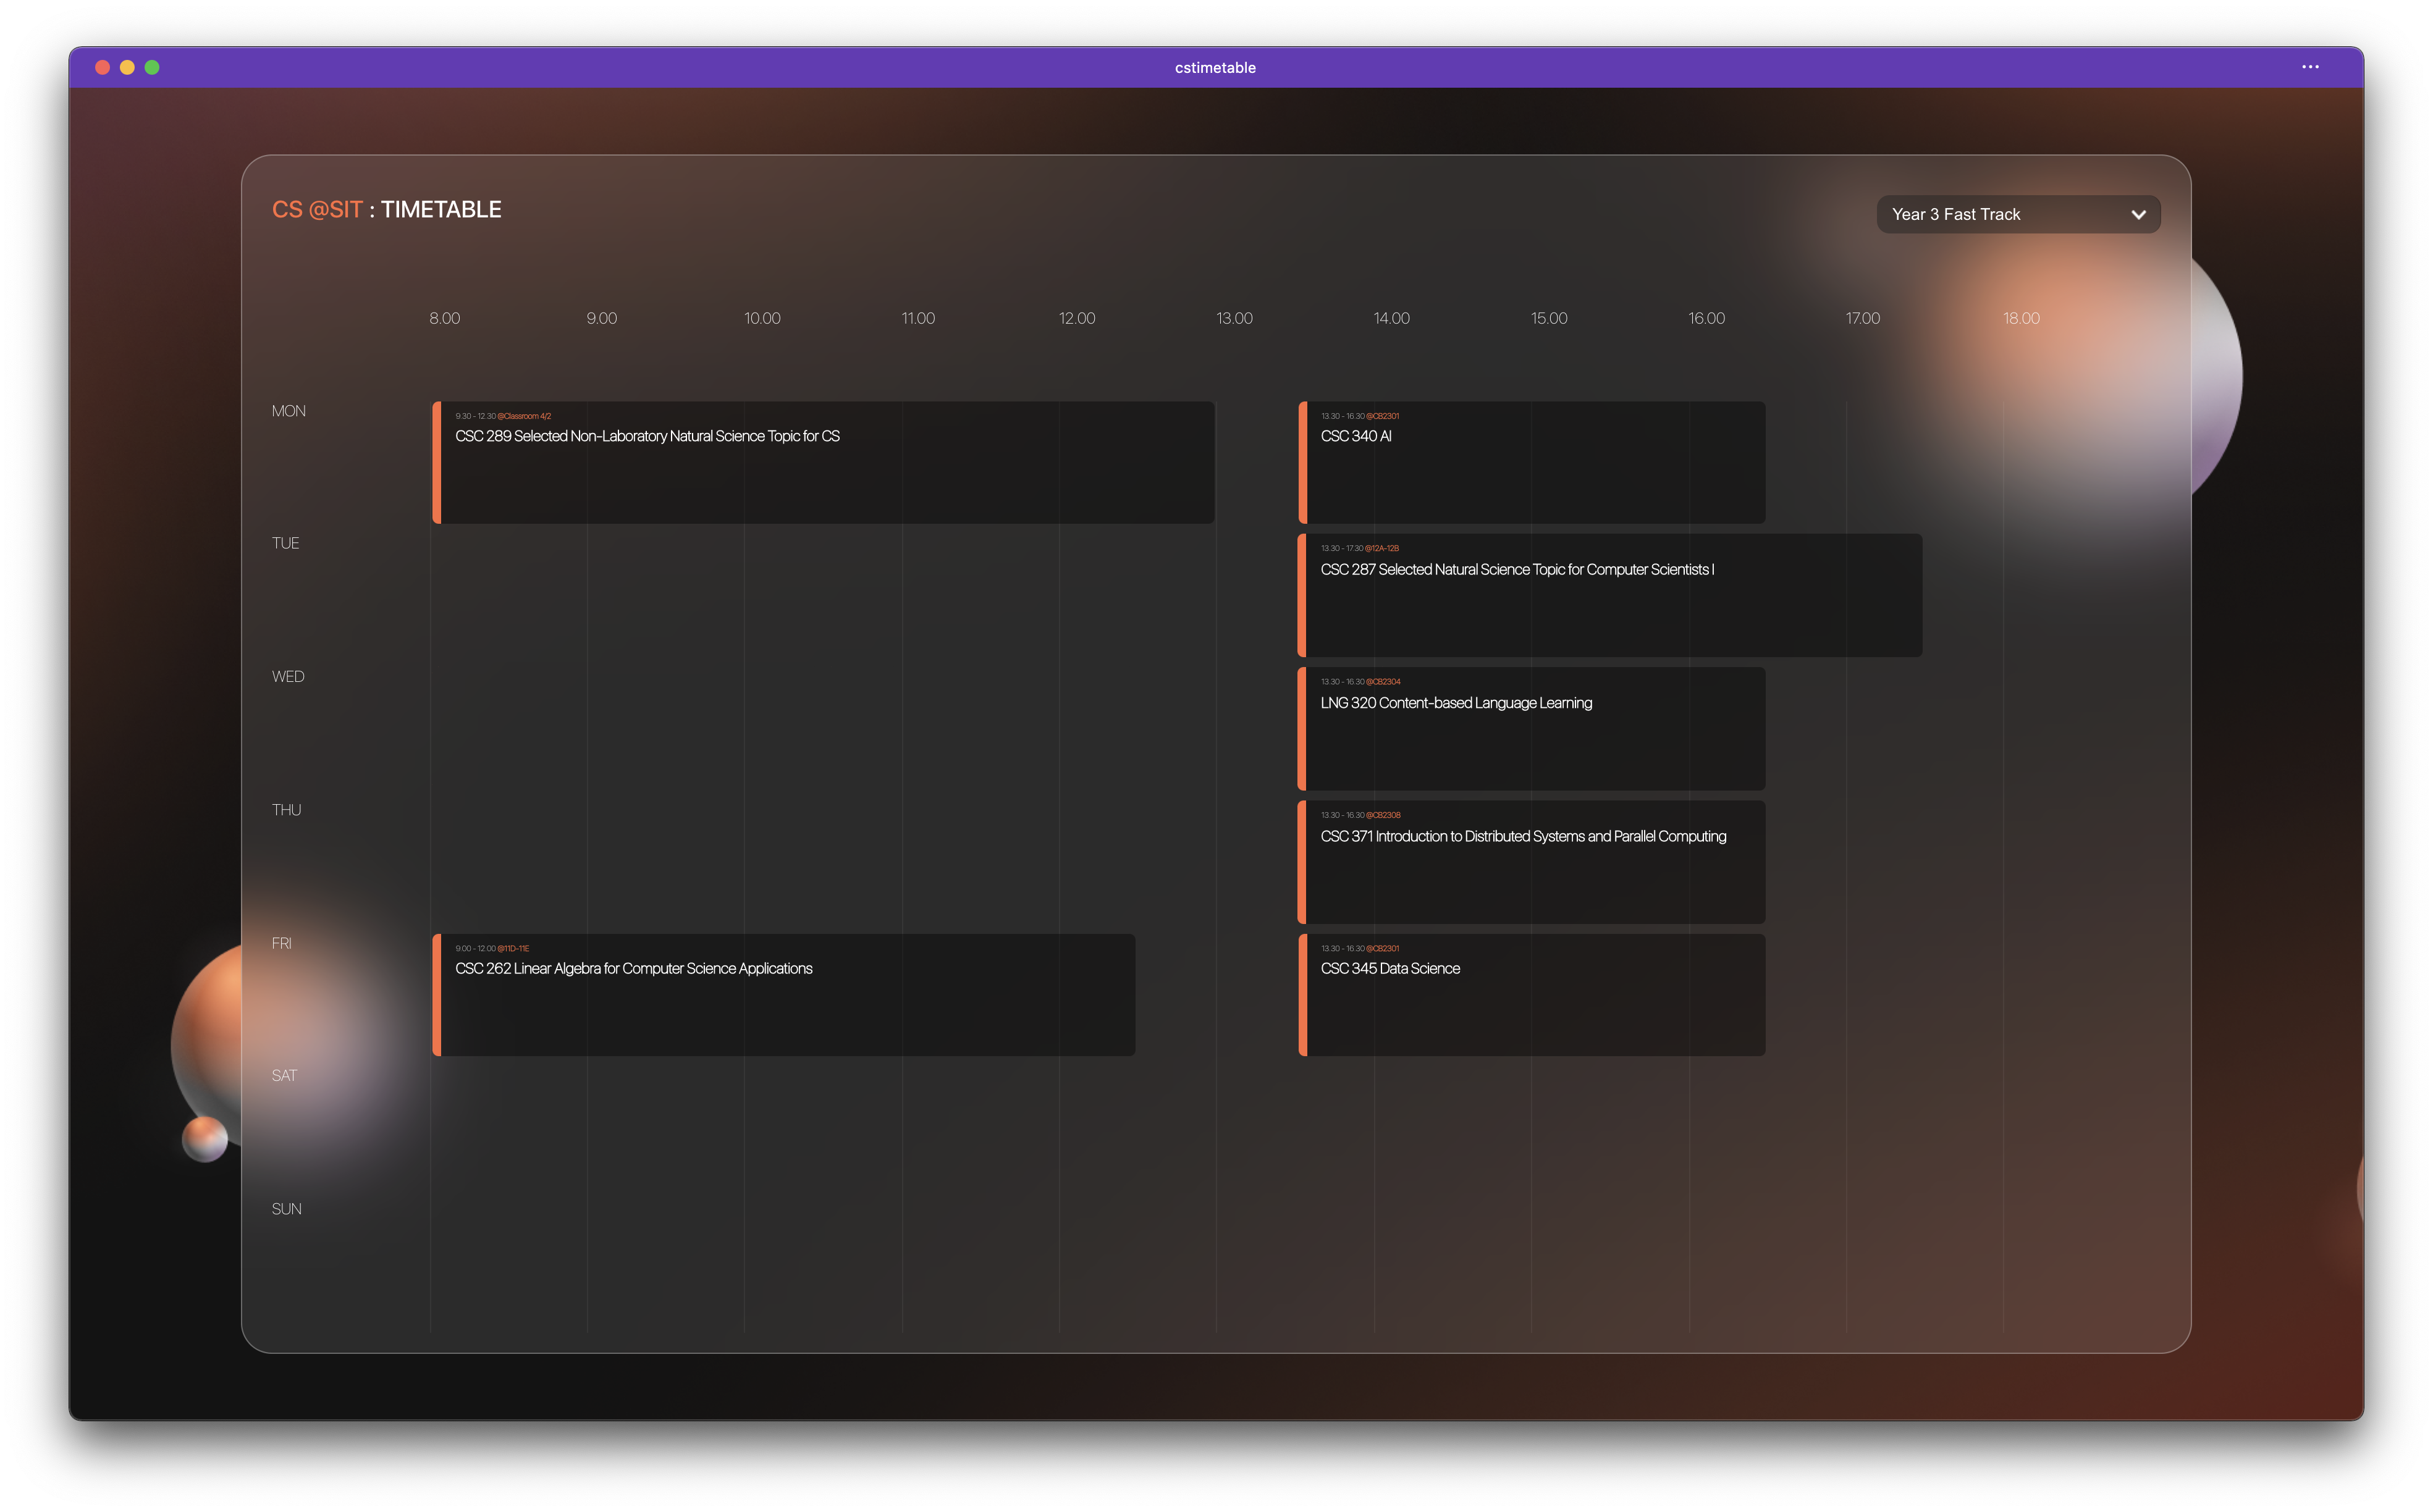 cstimetable
CS @SIT : TIMETABLE
Year 3 Fast Track
8.00 9.00 10.00 11.00 12.00 13.00 14.00 15.00 16.00 17.00 18.00
MON
9.30 - 12.30 @Classroom 4/2
CSC 289 Selected Non-Laboratory Natural Science Topic for CS
13.30 - 16.30 @CB2301
CSC 340 AI
TUE
13.30 - 17.30 @12A-12B
CSC 287 Selected Natural Science Topic for Computer Scientists I
WED
13.30 - 16.30 @CB2304
LNG 320 Content-based Language Learning
THU
13.30 - 16.30 @CB2308
CSC 371 Introduction to Distributed Systems and Parallel Computing
FRI
9.00 - 12.00 @11D-11E
CSC 262 Linear Algebra for Computer Science Applications
13.30 - 16.30 @CB2301
CSC 345 Data Science
SAT
SUN